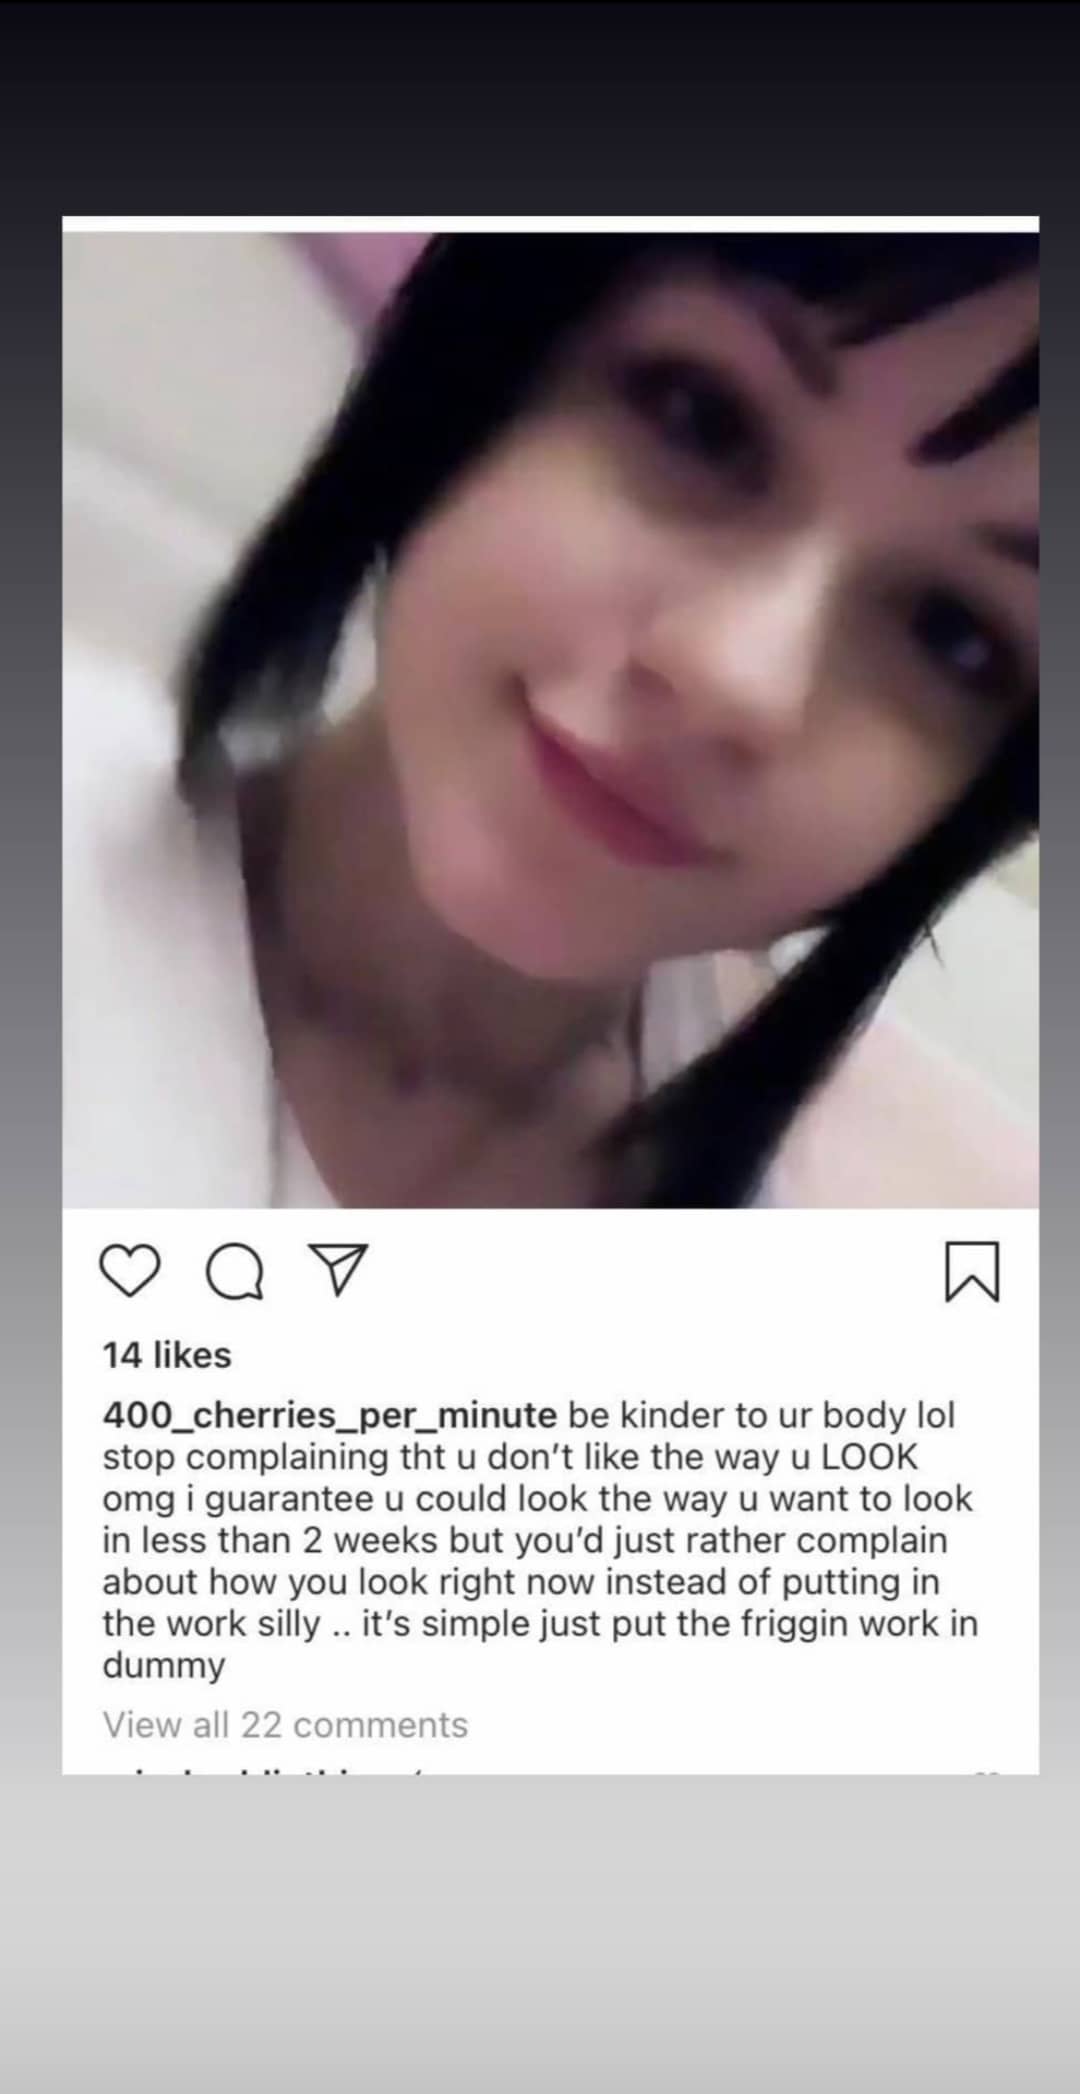 14 likes
400_cherries_per_minute be kinder to ur body lol
stop complaining tht u don't like the way u LOOK
omg i guarantee u could look the way u want to look
in less than 2 weeks but you'd just rather complain
about how you look right now instead of putting in
the work silly .. it's simple just put the friggin work in
dummy
View all 22 comments